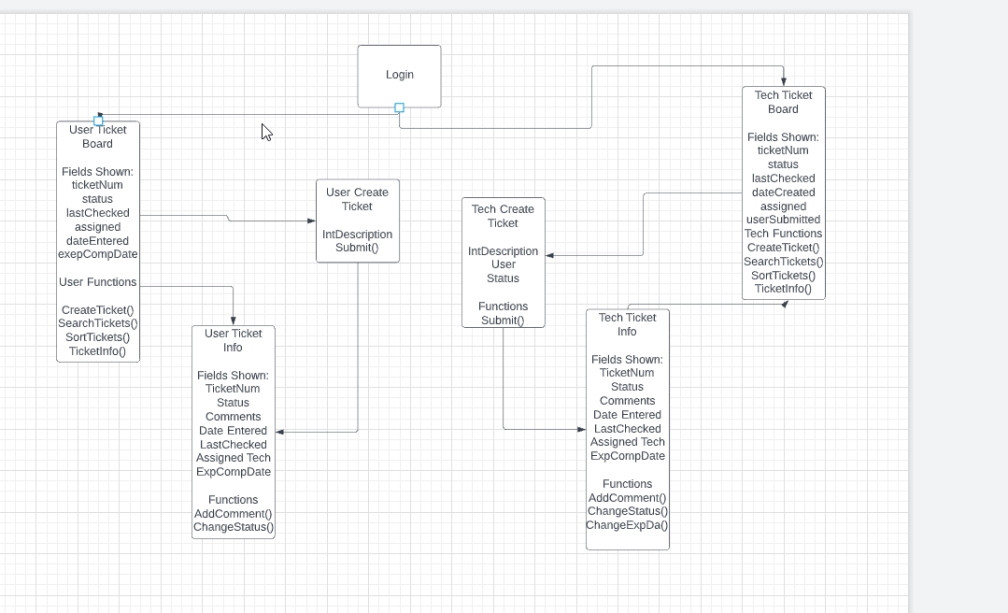 Login
User Ticket
Board
Fields Shown:
ticketNum
status
lastChecked
assigned
dateEntered
exepCompDate
User Functions
CreateTicket()
SearchTickets()
SortTickets()
TicketInfo()
User Create
Ticket
IntDescription
Submit()
User Ticket
Info
Fields Shown:
TicketNum
Status
Comments
Date Entered
LastChecked
Assigned Tech
ExpCompDate
Functions
AddComment()
ChangeStatus()
Tech Create
Ticket
IntDescription
User
Status
Functions
Submit()
Tech Ticket
Info
Fields Shown:
TicketNum
Status
Comments
Date Entered
LastChecked
Assigned Tech
ExpCompDate
Functions
AddComment()
ChangeStatus()
ChangeExpDa()
Tech Ticket
Board
Fields Shown:
ticketNum
status
lastChecked
dateCreated
assigned
userSubmitted
Tech Functions
CreateTicket()
SearchTickets()
SortTickets()
TicketInfo()